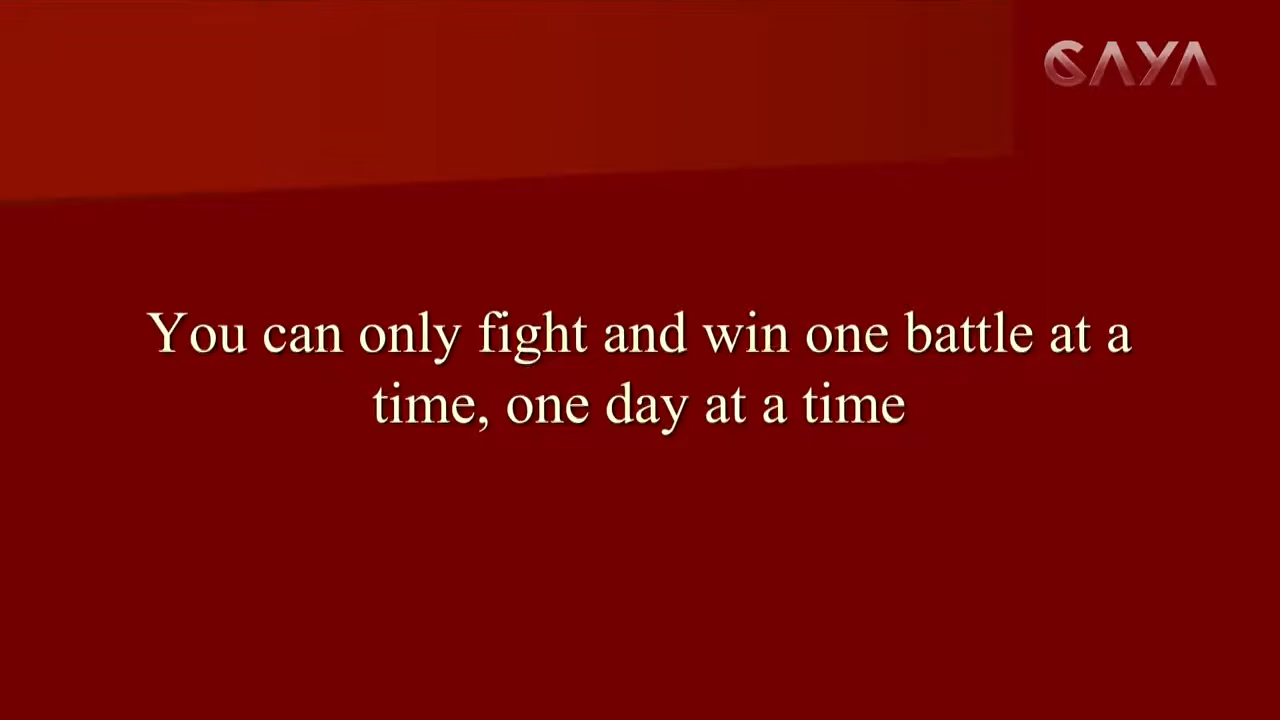 GAYA
You can only fight and win one battle at a
time, one day at a time